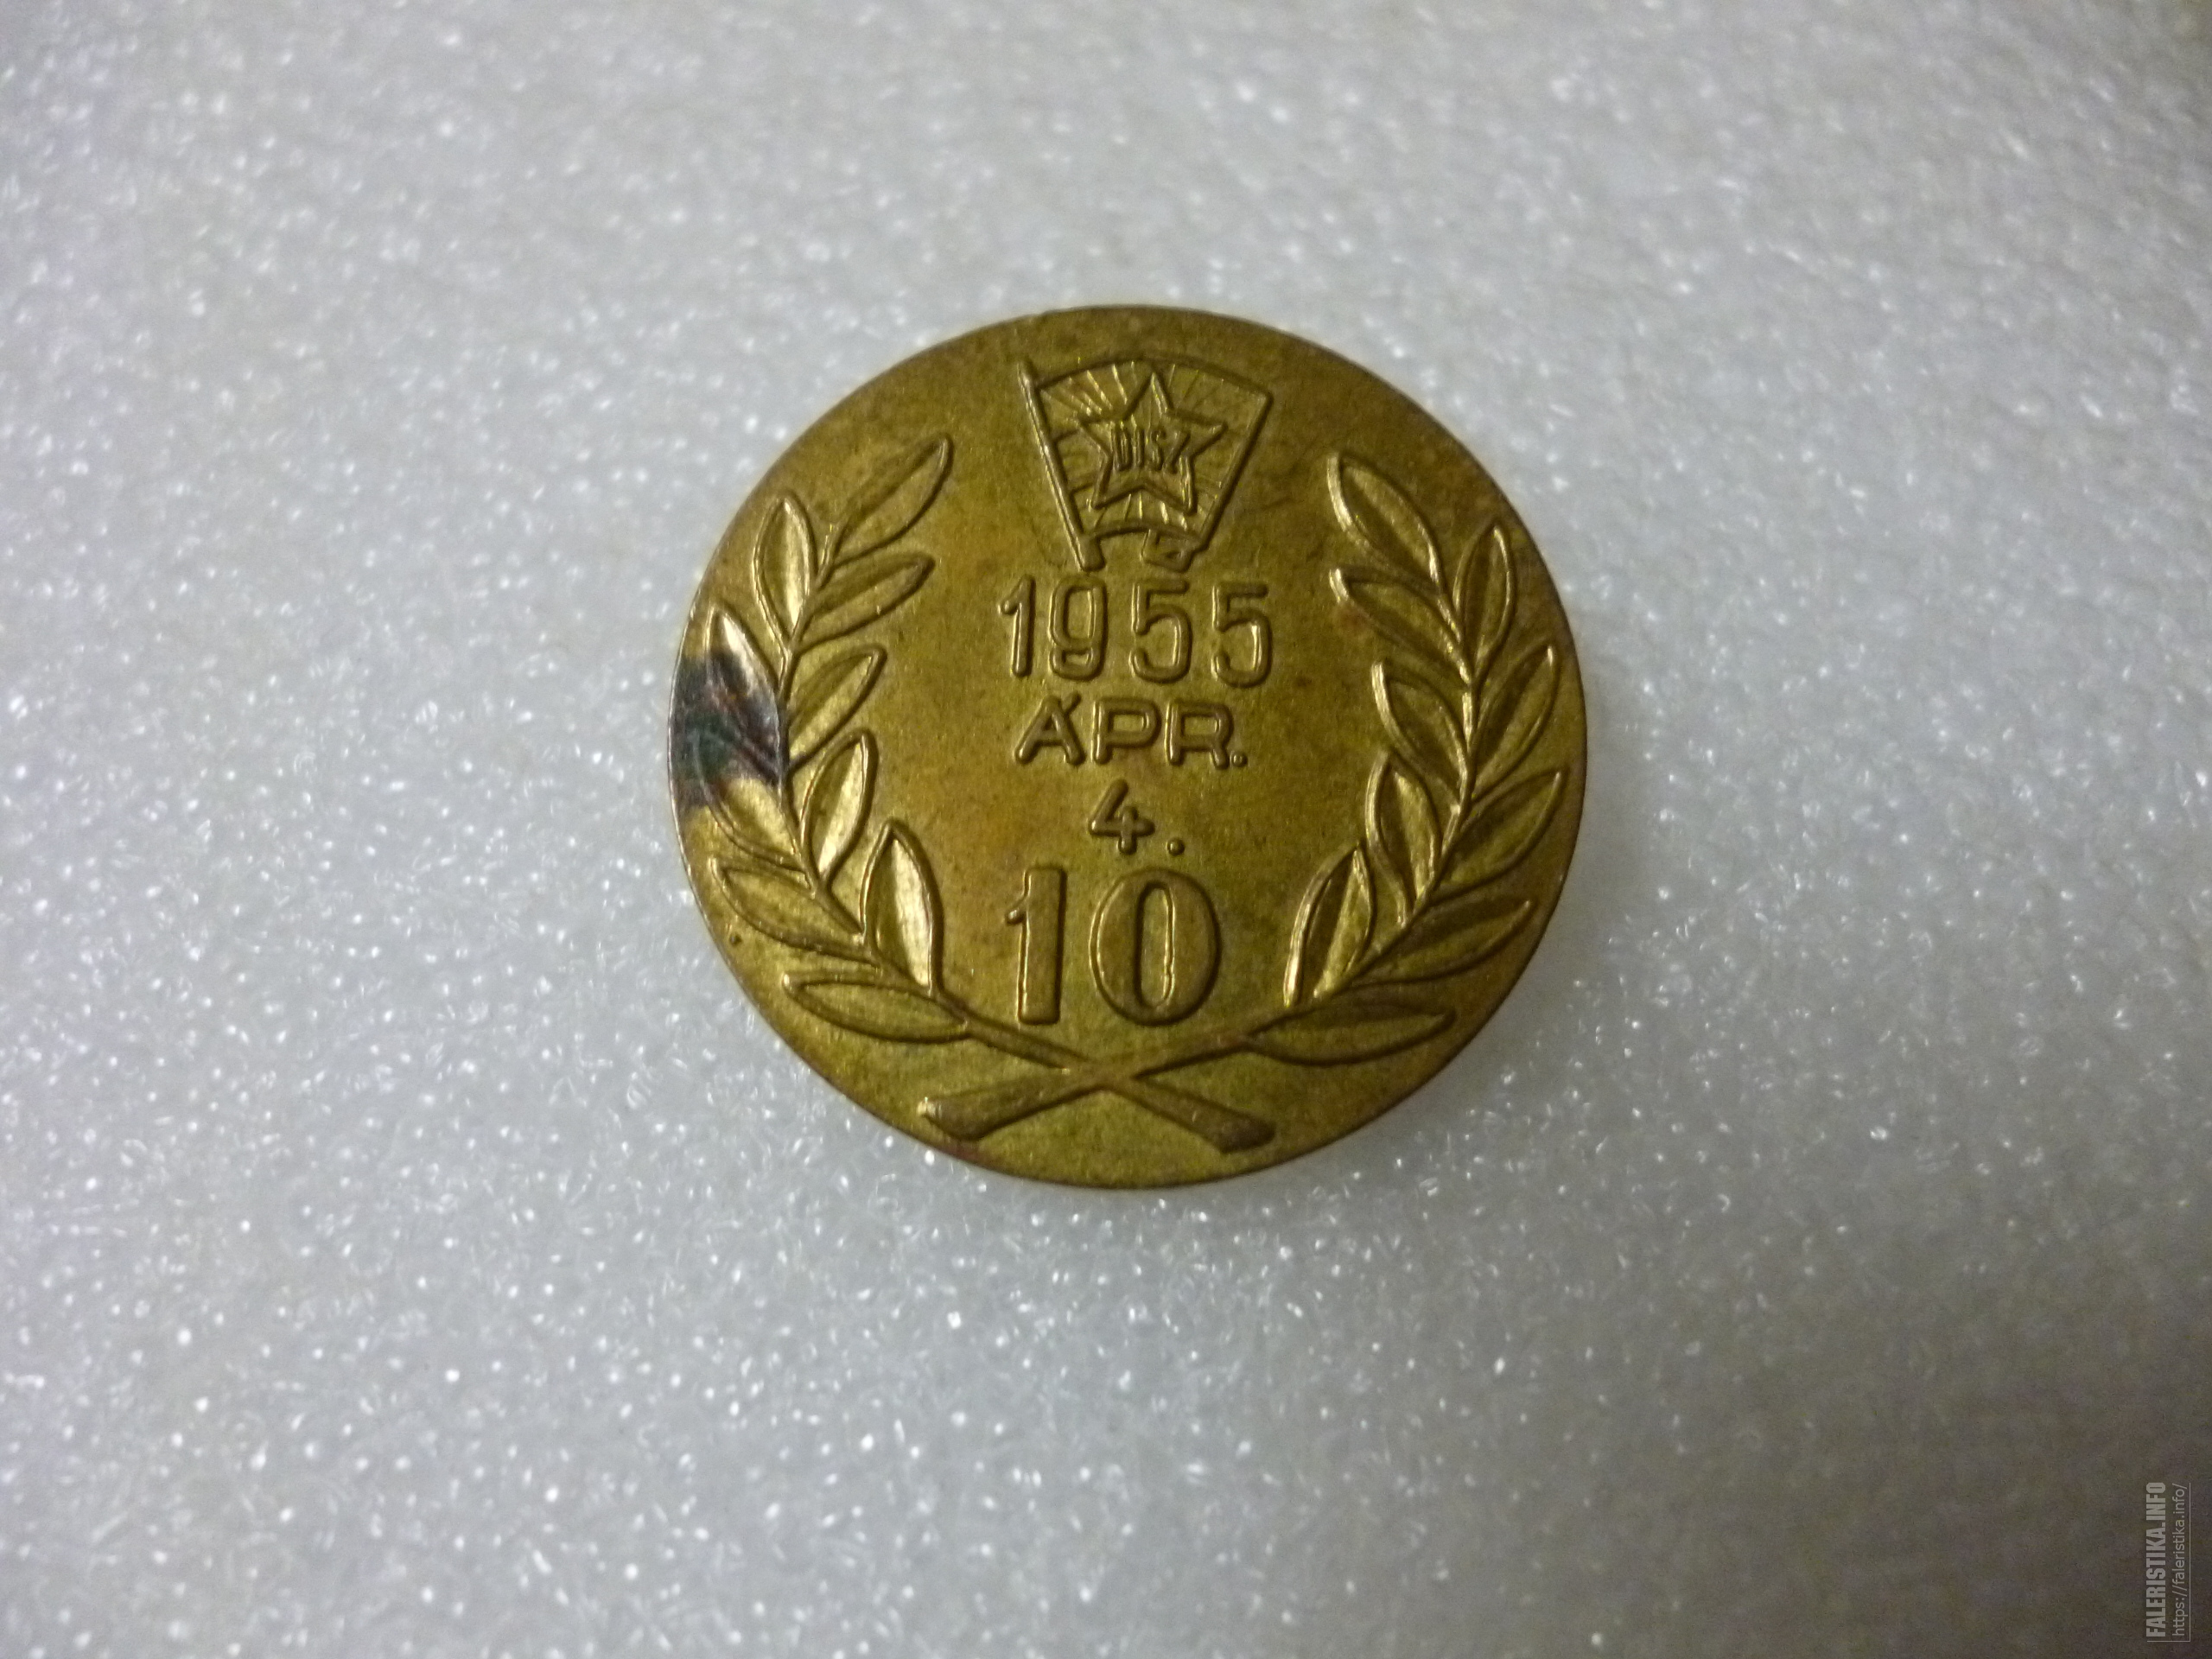 DISZ
1955
ÁPR.
4.
10
FALERISTIKA.INFO
https://faleristika.info/